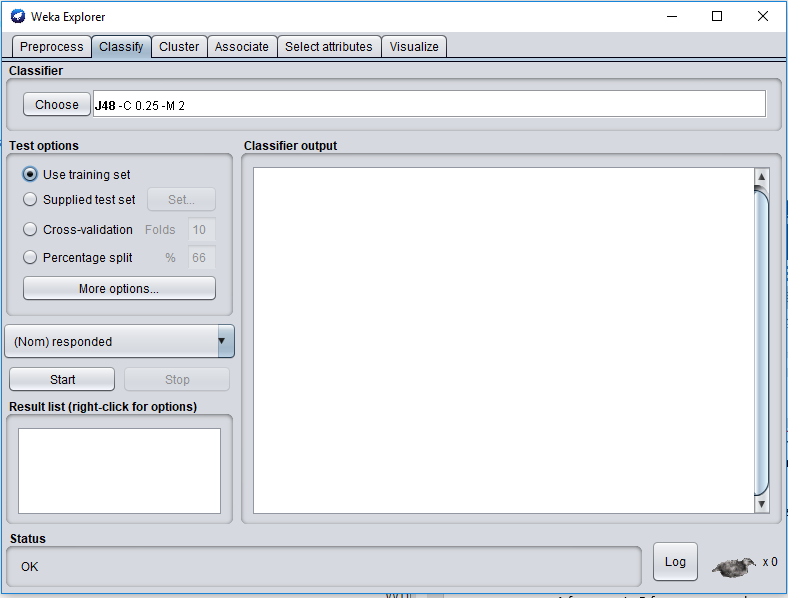 Weka Explorer
Preprocess Classify Cluster Associate Select attributes Visualize
Classifier
Choose J48 -C 0.25 -M 2
Test options
Use training set
Supplied test set Set...
Cross-validation Folds 10
Percentage split % 66
More options...
(Nom) responded
Start Stop
Result list (right-click for options)
Classifier output
Status
OK
Log x 0